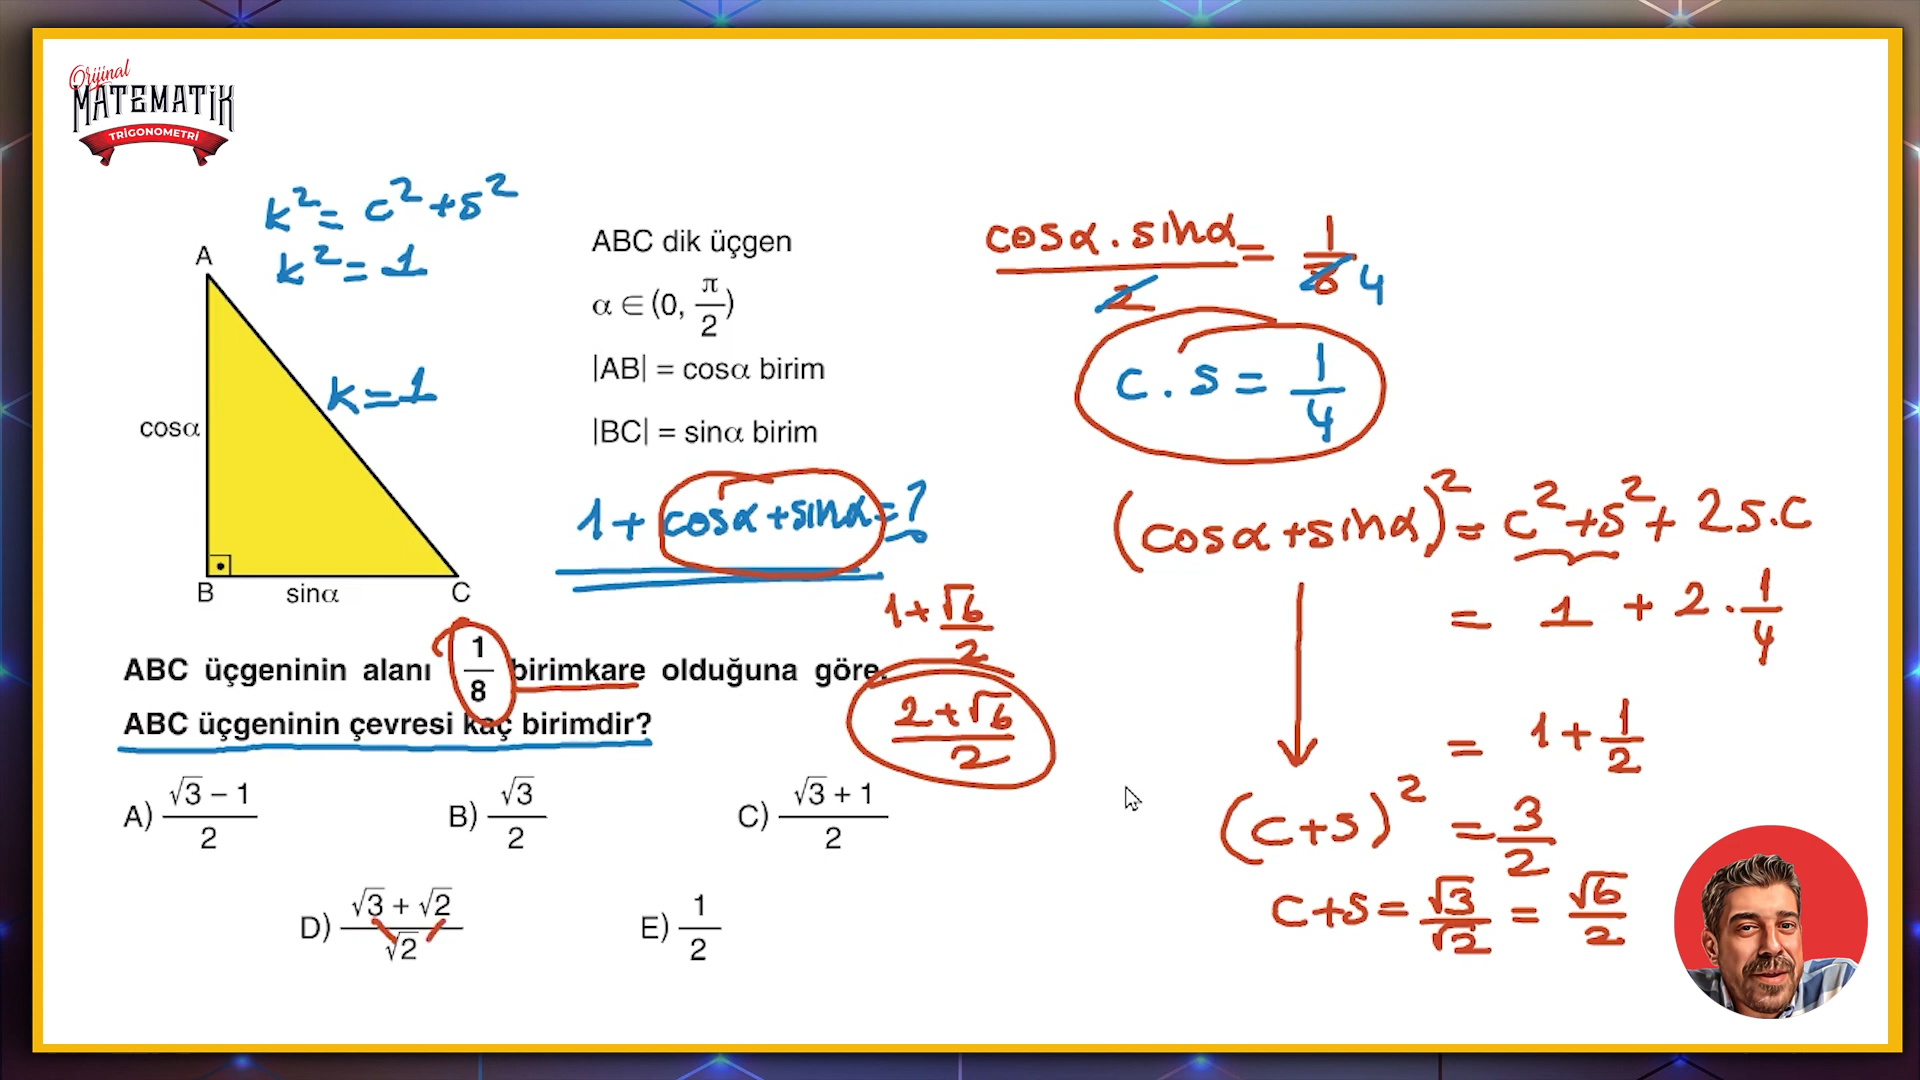 Orijinal
MATEMATİK
TRİGONOMETRİ
k² = c² + s²
k² = 1
A
k = 1
cosα
B
sinα
C
ABC dik üçgen
α ∈ (0, π/2)
|AB| = cosα birim
|BC| = sinα birim
1 + cosα + sinα = ?
1 + √6/2
2 + √6/2
ABC üçgeninin alanı 1/8 birimkare olduğuna göre,
ABC üçgeninin çevresi kaç birimdir?
A) √3 − 1/2
B) √3/2
C) √3 + 1/2
D) √3 + √2/√2
E) 1/2
cosα . sinα/2 = 1/8 4
c . s = 1/4
(cosα + sinα)² = c² + s² + 2s.c
= 1 + 2 . 1/4
= 1 + 1/2
(c+s)² = 3/2
c+s = √3/√2 = √6/2